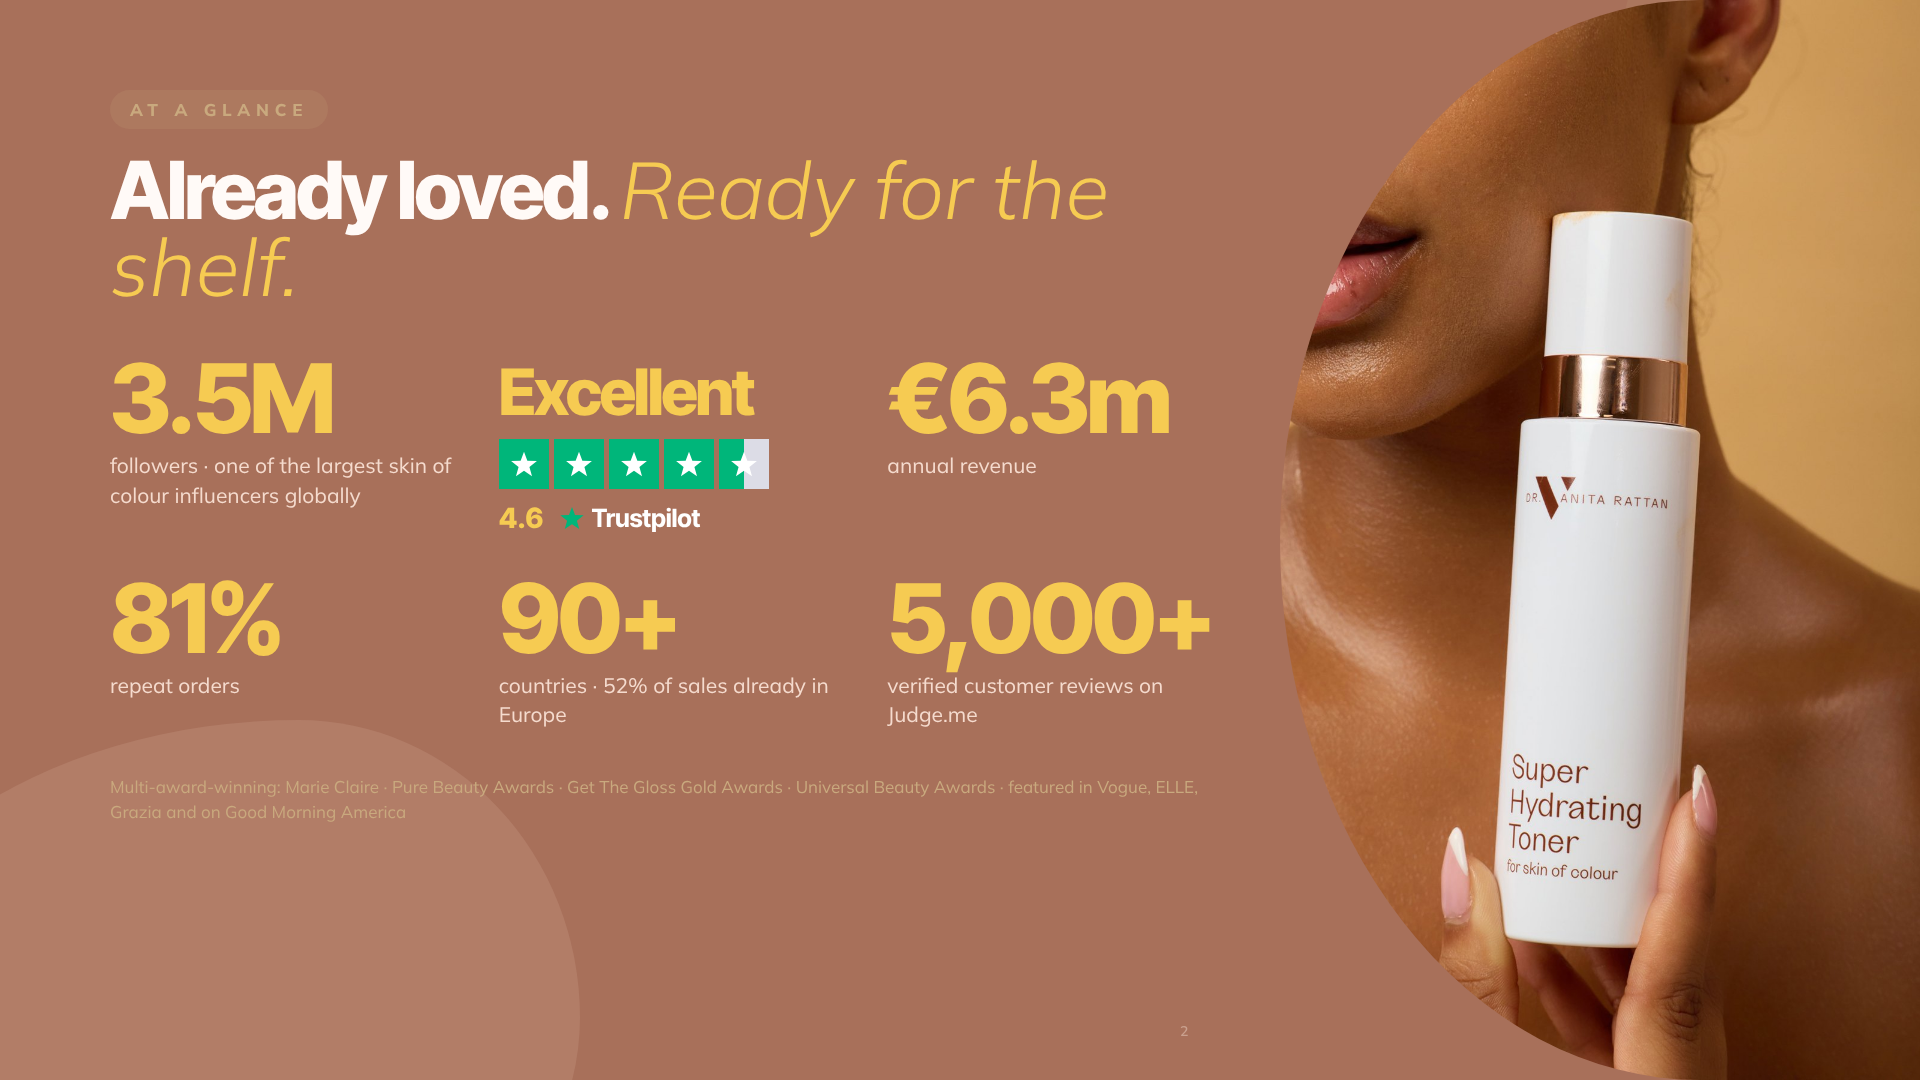 AT A GLANCE
Already loved. Ready for the
shelf.
3.5M
followers · one of the largest skin of
colour influencers globally
Excellent
4.6 Trustpilot
€6.3m
annual revenue
81%
repeat orders
90+
countries · 52% of sales already in
Europe
5,000+
verified customer reviews on
Judge.me
Multi-award-winning: Marie Claire · Pure Beauty Awards · Get The Gloss Gold Awards · Universal Beauty Awards · featured in Vogue, ELLE,
Grazia and on Good Morning America
2
DR. VANITA RATTAN
Super
Hydrating
Toner
for skin of colour